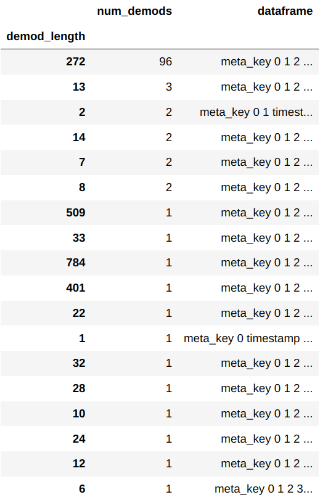 num_demods dataframe
demod_length
272 96 meta_key 0 1 2 ...
13 3 meta_key 0 1 2 ...
2 2 meta_key 0 1 timest...
14 2 meta_key 0 1 2 ...
7 2 meta_key 0 1 2 ...
8 2 meta_key 0 1 2 ...
509 1 meta_key 0 1 2 ...
33 1 meta_key 0 1 2 ...
784 1 meta_key 0 1 2 ...
401 1 meta_key 0 1 2 ...
22 1 meta_key 0 1 2 ...
1 1 meta_key 0 timestamp ...
32 1 meta_key 0 1 2 ...
28 1 meta_key 0 1 2 ...
10 1 meta_key 0 1 2 ...
24 1 meta_key 0 1 2 ...
12 1 meta_key 0 1 2 ...
6 1 meta_key 0 1 2 3...